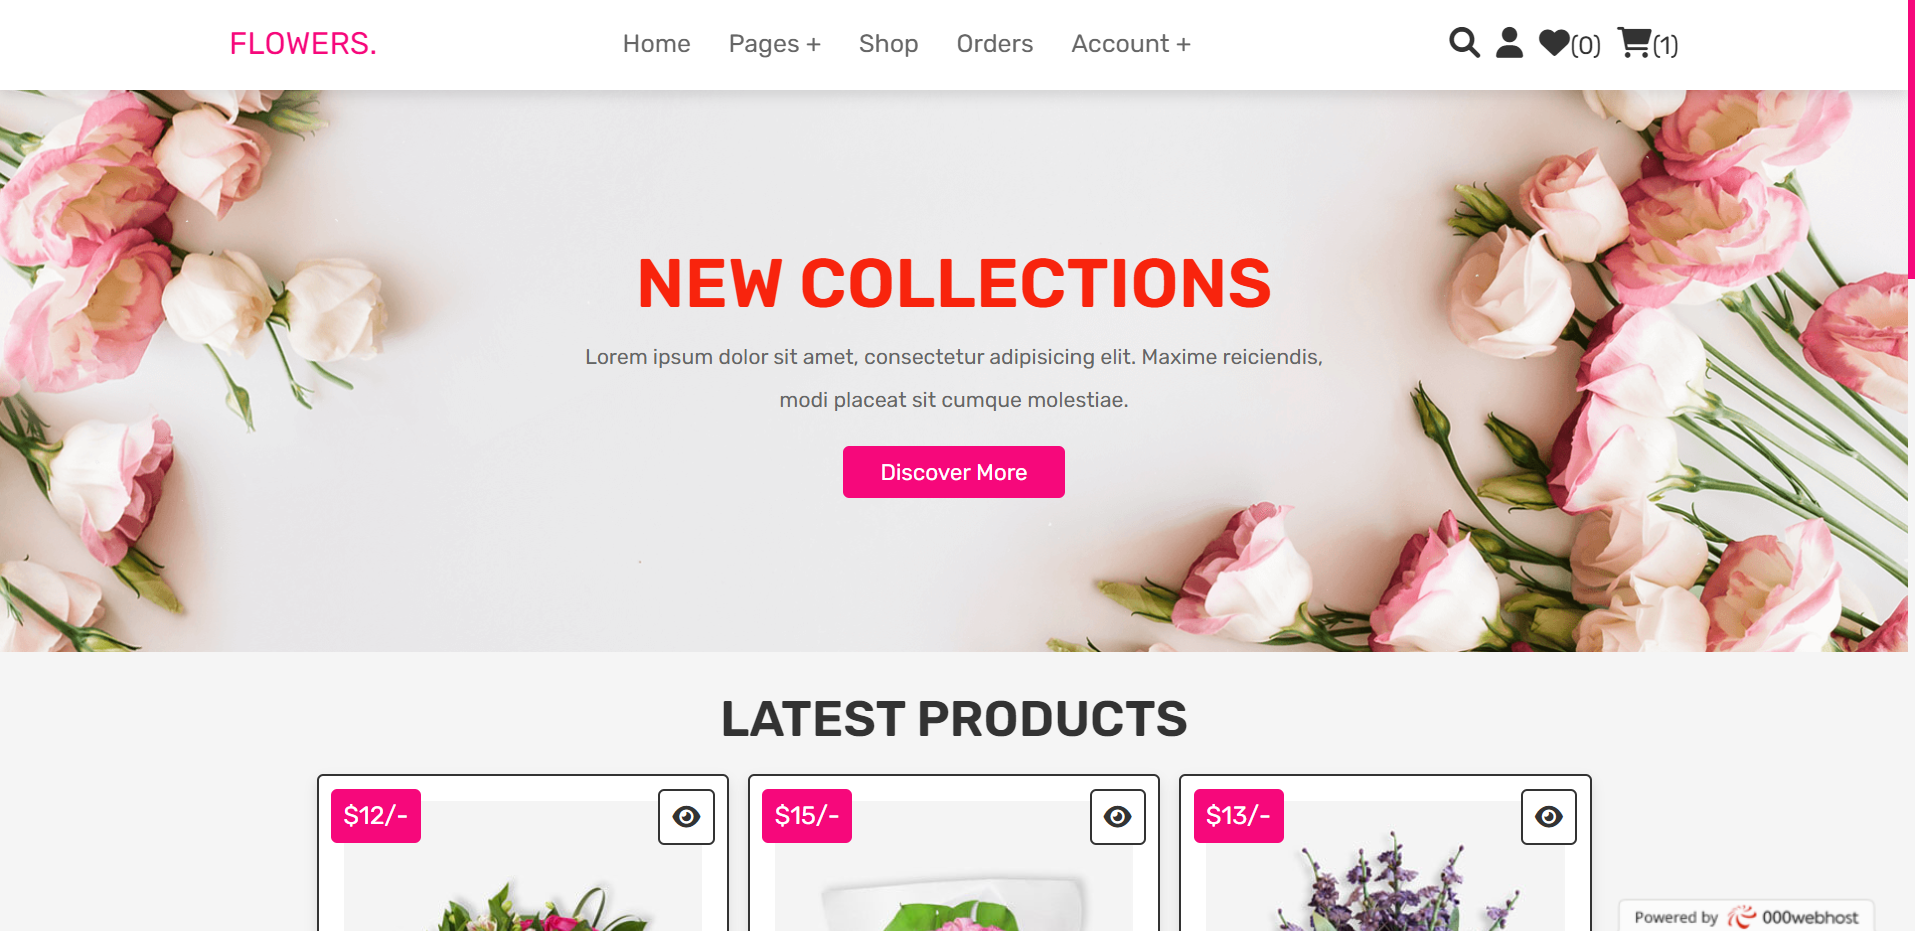 FLOWERS.
Home Pages + Shop Orders Account +
(0) (1)
NEW COLLECTIONS
Lorem ipsum dolor sit amet, consectetur adipisicing elit. Maxime reiciendis,
modi placeat sit cumque molestiae.
Discover More
LATEST PRODUCTS
$12/-
$15/-
$13/-
Powered by 000webhost